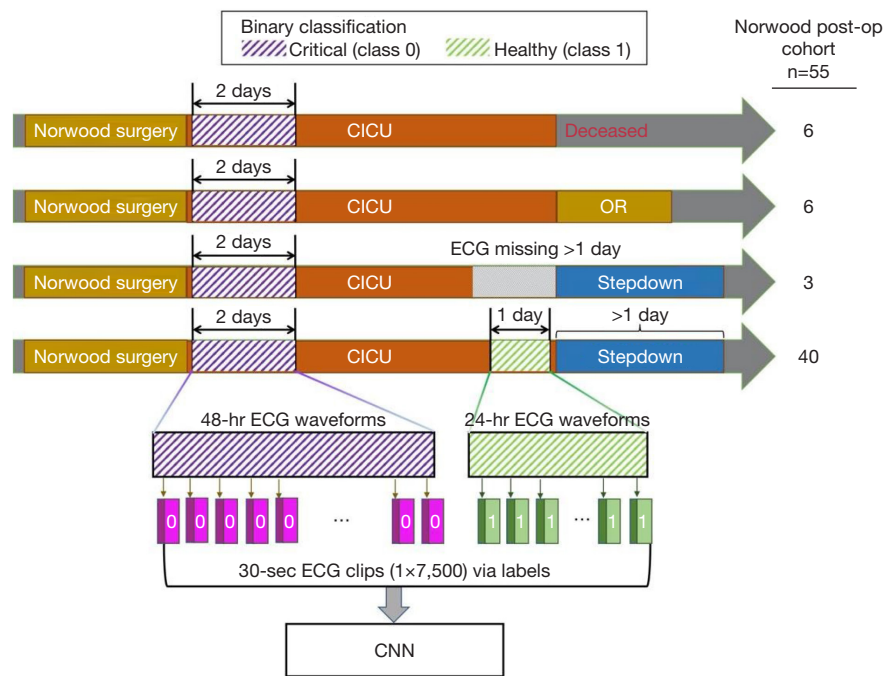 Binary classification
Critical (class 0)
Healthy (class 1)
Norwood post-op
cohort
n=55
2 days
Norwood surgery
CICU
Deceased
6
2 days
Norwood surgery
CICU
OR
6
2 days
ECG missing >1 day
Norwood surgery
CICU
Stepdown
3
2 days
1 day
>1 day
Norwood surgery
CICU
Stepdown
40
48-hr ECG waveforms
24-hr ECG waveforms
0 0 0 0 0 ... 0 0
1 1 1 ... 1 1
30-sec ECG clips (1×7,500) via labels
CNN